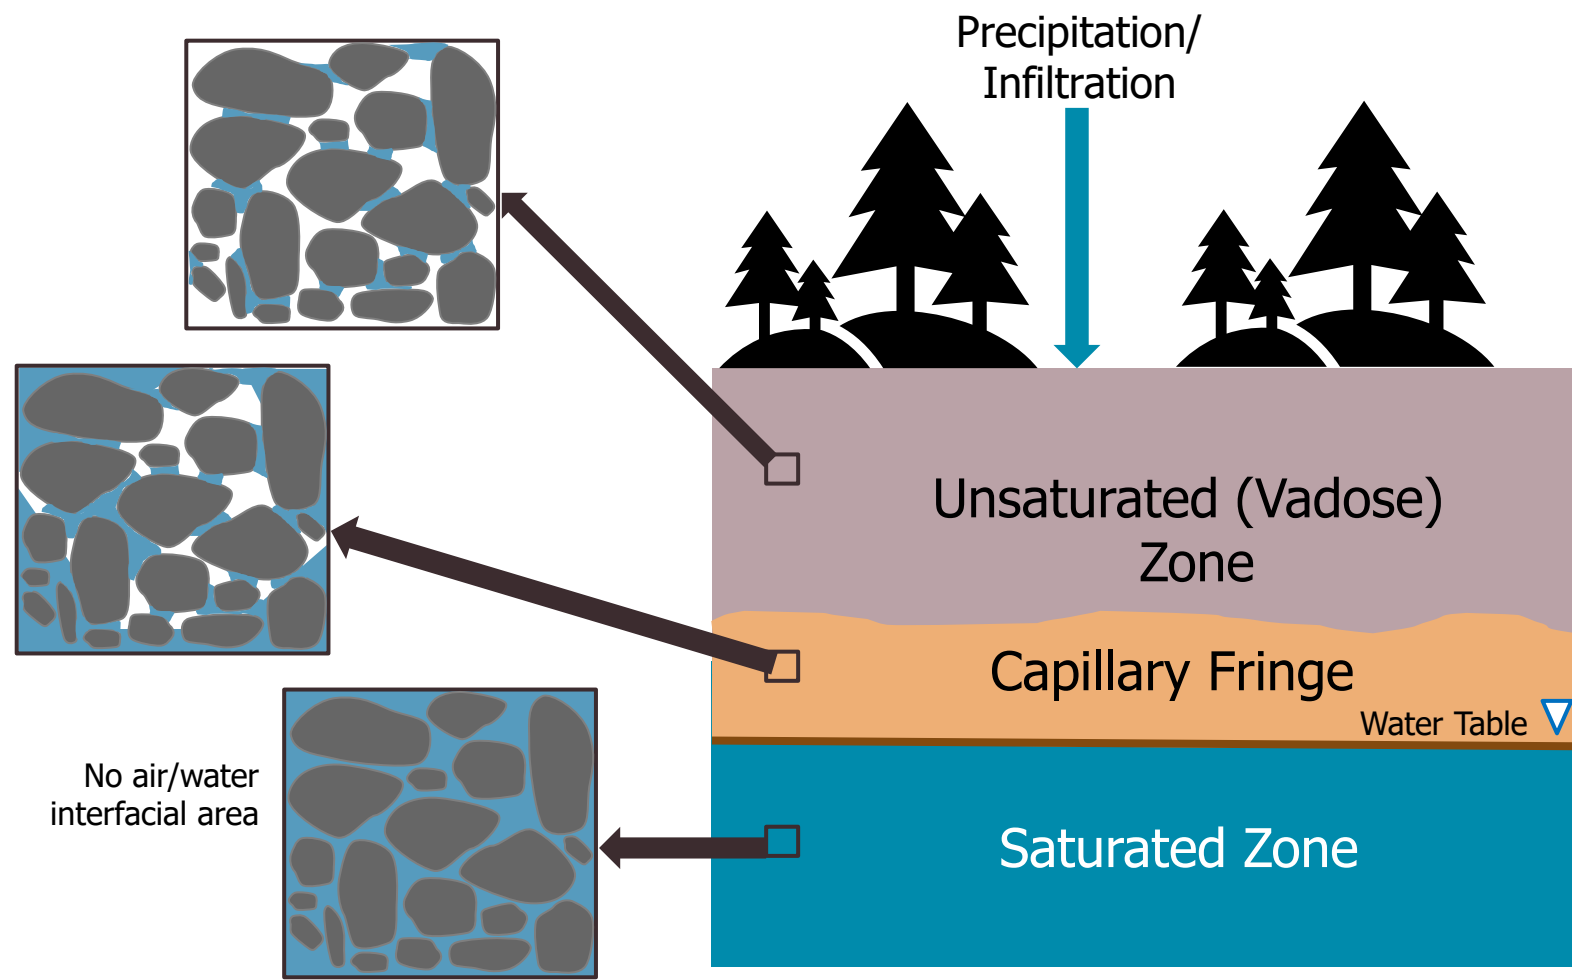 Precipitation/
Infiltration
Unsaturated (Vadose)
Zone
Capillary Fringe
Water Table
No air/water
interfacial area
Saturated Zone